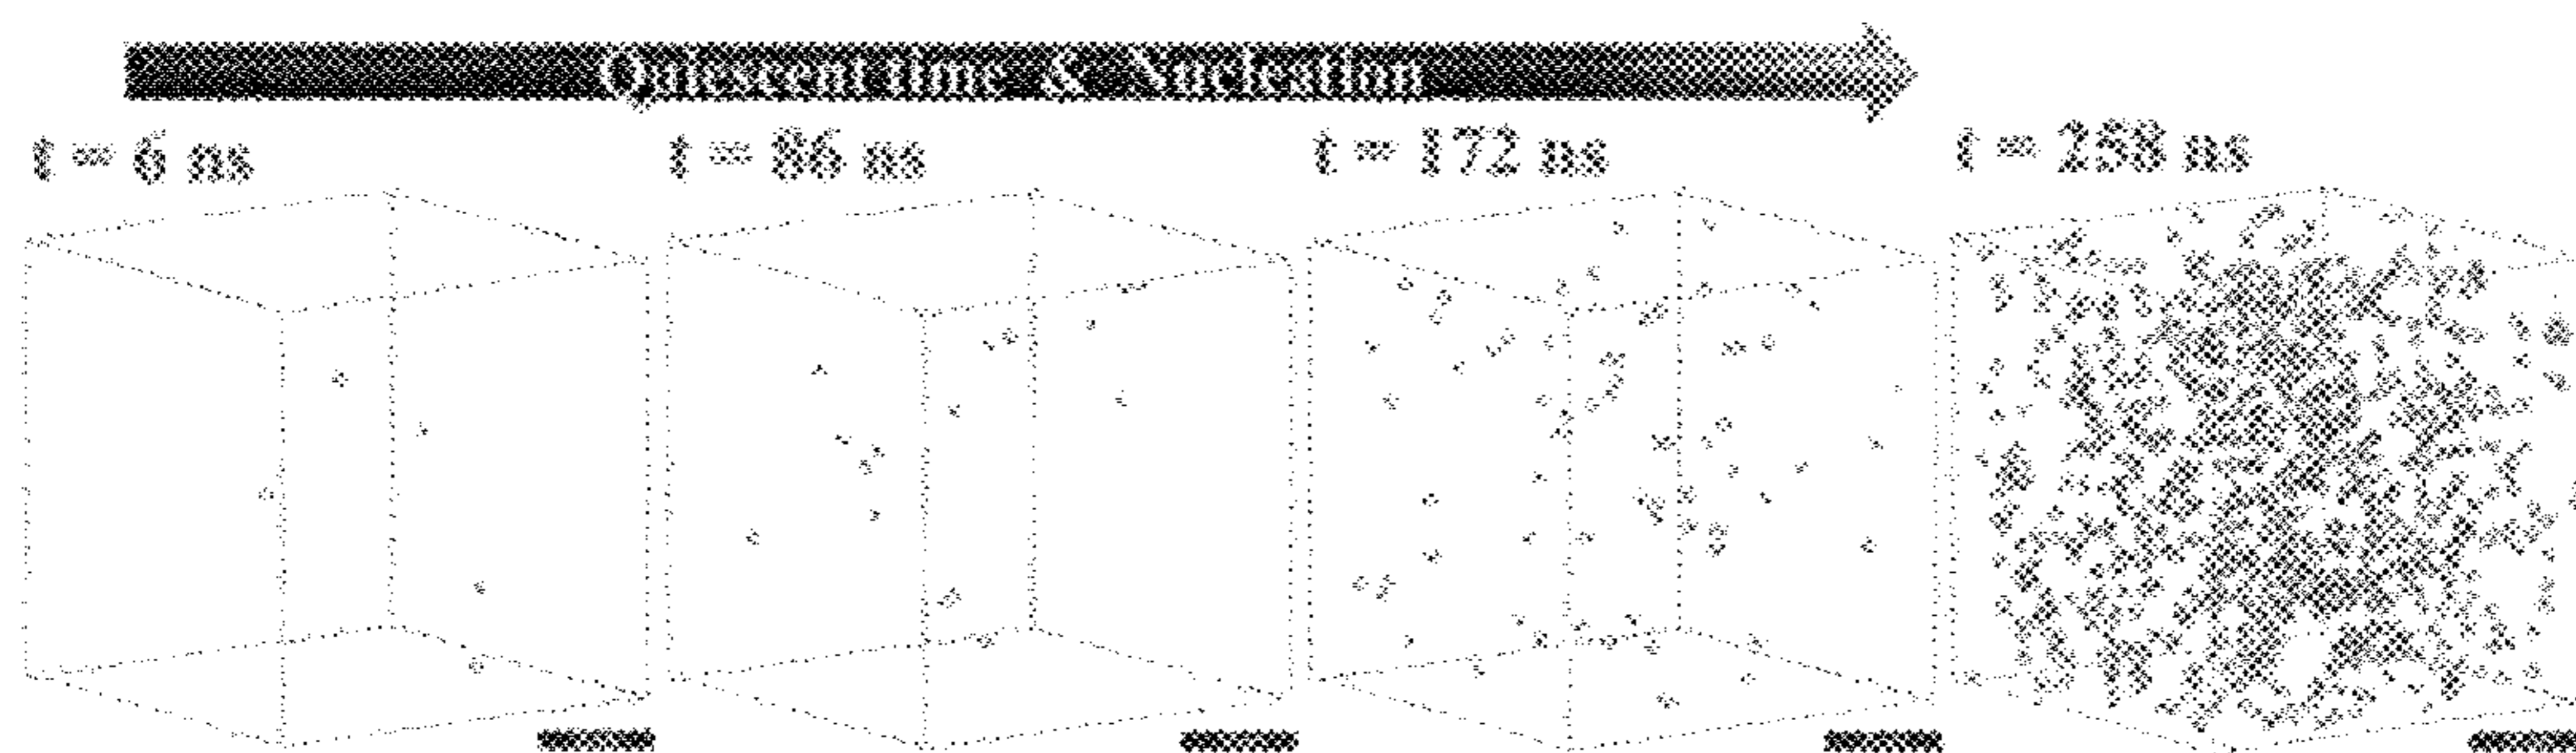 Quiescent time & Nucleation
t = 6 ns
t = 86 ns
t = 172 ns
t = 258 ns